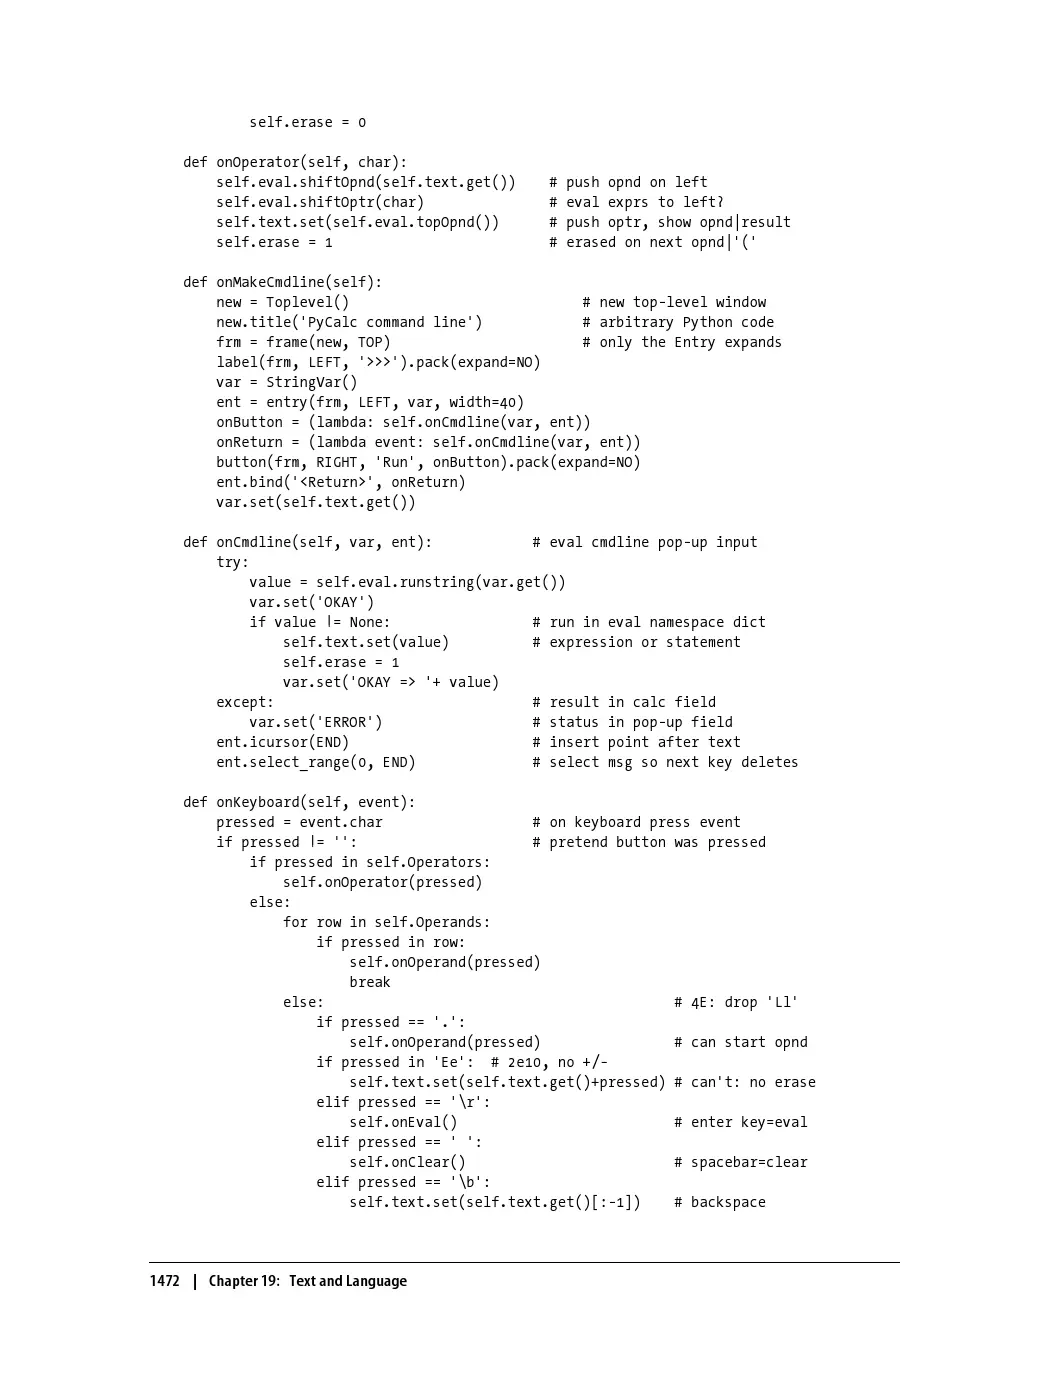 self.erase = 0
def onOperator(self, char):
    self.eval.shiftOpnd(self.text.get())    # push opnd on left
    self.eval.shiftOptr(char)               # eval exprs to left?
    self.text.set(self.eval.topOpnd())      # push optr, show opnd|result
    self.erase = 1                          # erased on next opnd|'('
def onMakeCmdline(self):
    new = Toplevel()                            # new top-level window
    new.title('PyCalc command line')            # arbitrary Python code
    frm = frame(new, TOP)                       # only the Entry expands
    label(frm, LEFT, '>>>').pack(expand=NO)
    var = StringVar()
    ent = entry(frm, LEFT, var, width=40)
    onButton = (lambda: self.onCmdline(var, ent))
    onReturn = (lambda event: self.onCmdline(var, ent))
    button(frm, RIGHT, 'Run', onButton).pack(expand=NO)
    ent.bind('<Return>', onReturn)
    var.set(self.text.get())
def onCmdline(self, var, ent):            # eval cmdline pop-up input
    try:
        value = self.eval.runstring(var.get())
        var.set('OKAY')
        if value != None:                 # run in eval namespace dict
            self.text.set(value)          # expression or statement
            self.erase = 1
            var.set('OKAY => '+ value)
    except:                               # result in calc field
        var.set('ERROR')                  # status in pop-up field
    ent.icursor(END)                      # insert point after text
    ent.select_range(0, END)              # select msg so next key deletes
def onKeyboard(self, event):
    pressed = event.char                  # on keyboard press event
    if pressed != '':                     # pretend button was pressed
        if pressed in self.Operators:
            self.onOperator(pressed)
        else:
            for row in self.Operands:
                if pressed in row:
                    self.onOperand(pressed)
                    break
            else:                                          # 4E: drop 'Ll'
                if pressed == '.':
                    self.onOperand(pressed)                # can start opnd
                if pressed in 'Ee':  # 2e10, no +/-
                    self.text.set(self.text.get()+pressed) # can't: no erase
                elif pressed == '\r':
                    self.onEval()                          # enter key=eval
                elif pressed == ' ':
                    self.onClear()                         # spacebar=clear
                elif pressed == '\b':
                    self.text.set(self.text.get()[:-1])    # backspace
1472 | Chapter 19: Text and Language